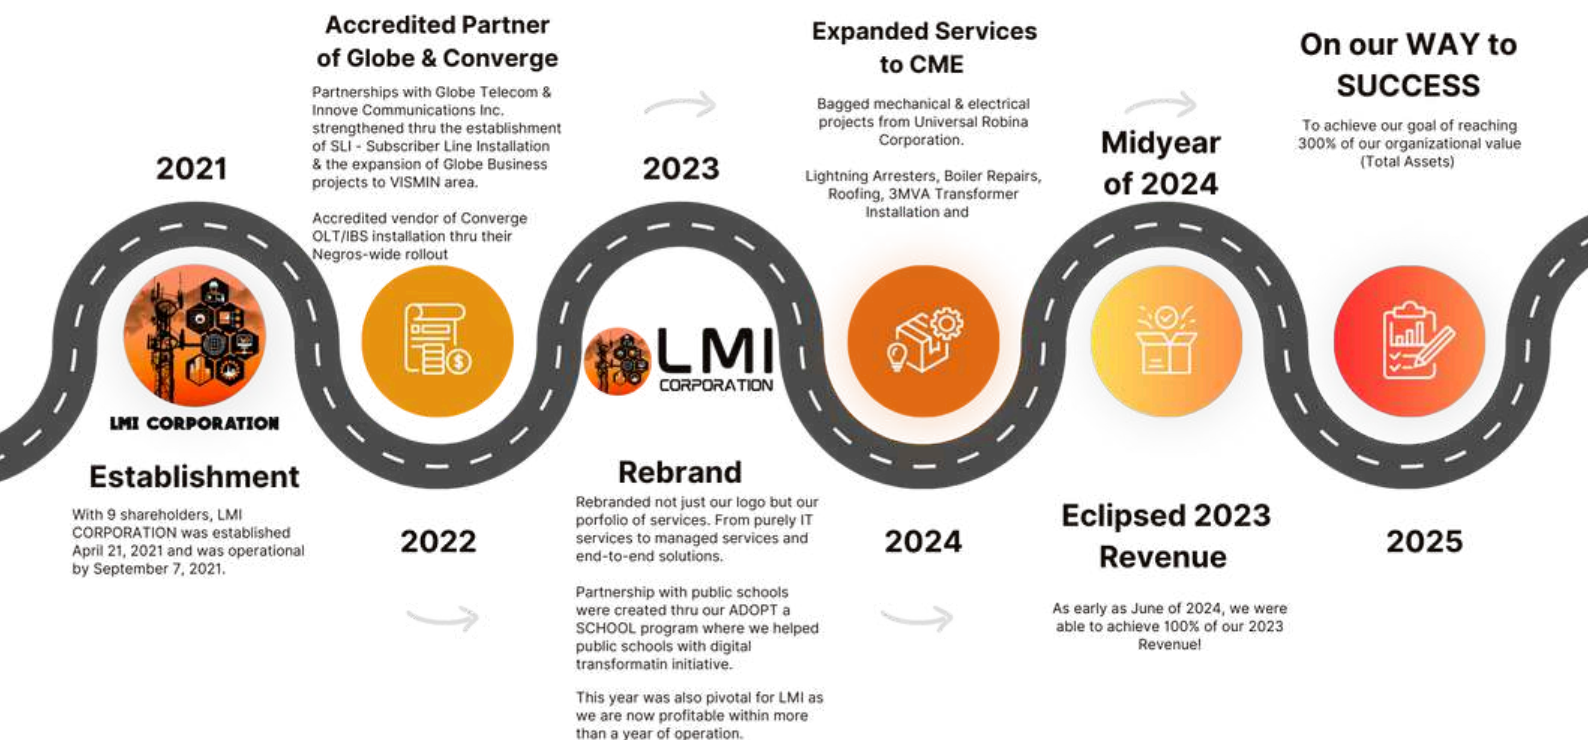 2021
LMI CORPORATION
Establishment
With 9 shareholders, LMI
CORPORATION was established
April 21, 2021 and was operational
by September 7, 2021.
Accredited Partner
of Globe & Converge
Partnerships with Globe Telecom &
Innove Communications Inc.
strengthened thru the establishment
of SLI - Subscriber Line Installation
& the expansion of Globe Business
projects to VISMIN area.
Accredited vendor of Converge
OLT/IBS installation thru their
Negros-wide rollout
2022
2023
LMI
CORPORATION
Rebrand
Rebranded not just our logo but our
porfolio of services. From purely IT
services to managed services and
end-to-end solutions.
Partnership with public schools
were created thru our ADOPT a
SCHOOL program where we helped
public schools with digital
transformatin initiative.
This year was also pivotal for LMI as
we are now profitable within more
than a year of operation.
Expanded Services
to CME
Bagged mechanical & electrical
projects from Universal Robina
Corporation.
Lightning Arresters, Boiler Repairs,
Roofing, 3MVA Transformer
Installation and
2024
Midyear
of 2024
Eclipsed 2023
Revenue
As early as June of 2024, we were
able to achieve 100% of our 2023
Revenue!
On our WAY to
SUCCESS
To achieve our goal of reaching
300% of our organizational value
(Total Assets)
2025